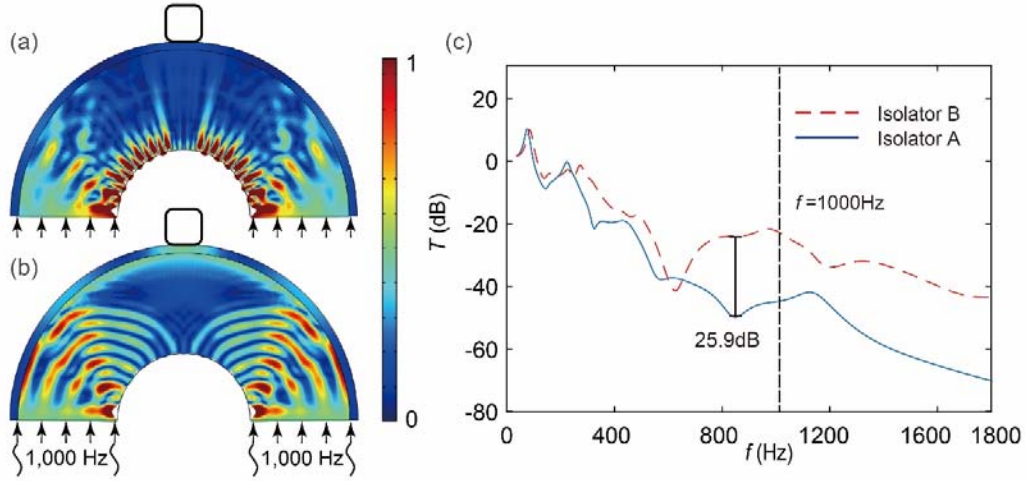 (a)
1
0
(b)
1,000 Hz
1,000 Hz
(c)
20
0
-20
-40
-60
-80
T (dB)
0
400
800
1200
1600
1800
f (Hz)
Isolator B
Isolator A
f =1000Hz
25.9dB